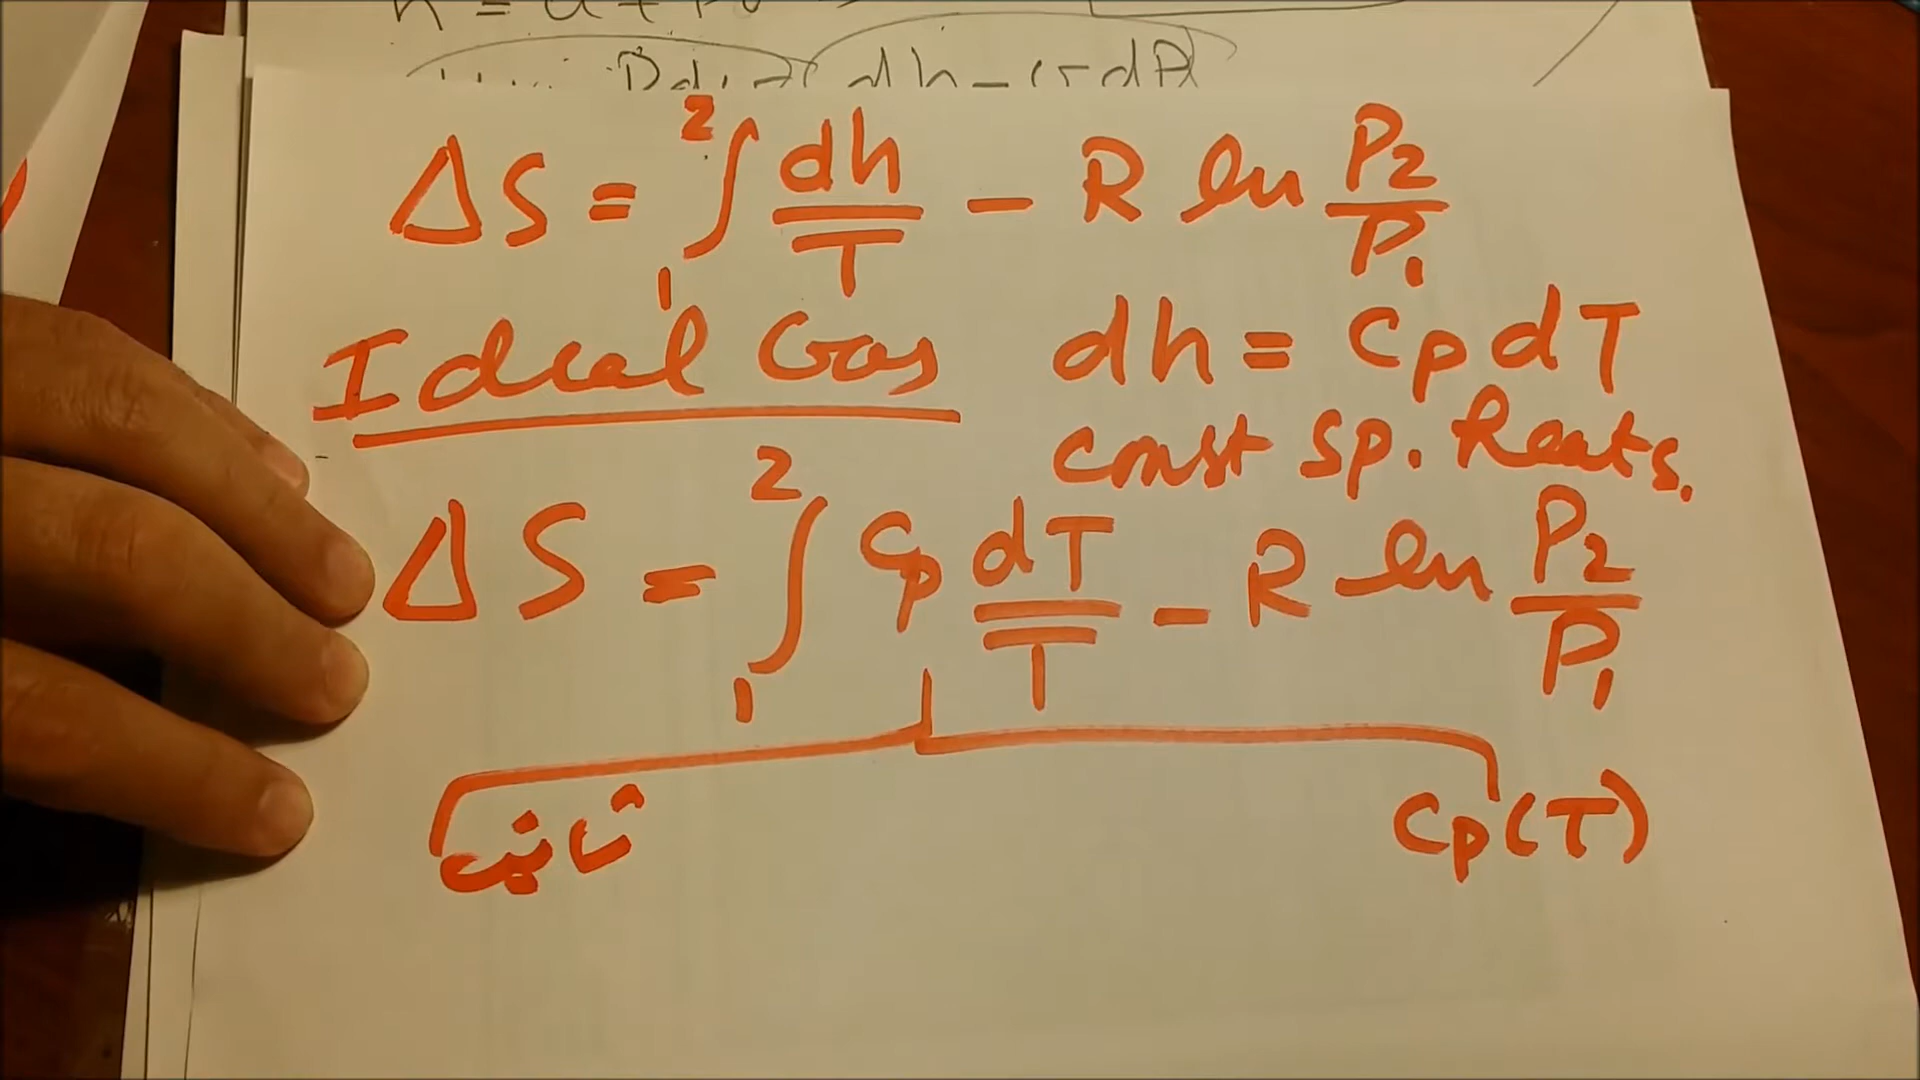 ΔS = ∫₁² dh/T - R ln P₂/P₁
Ideal Gas dh = Cp dT
const sp. heats.
ΔS = ∫₁² Cp dT/T - R ln P₂/P₁
ثابت Cp(T)